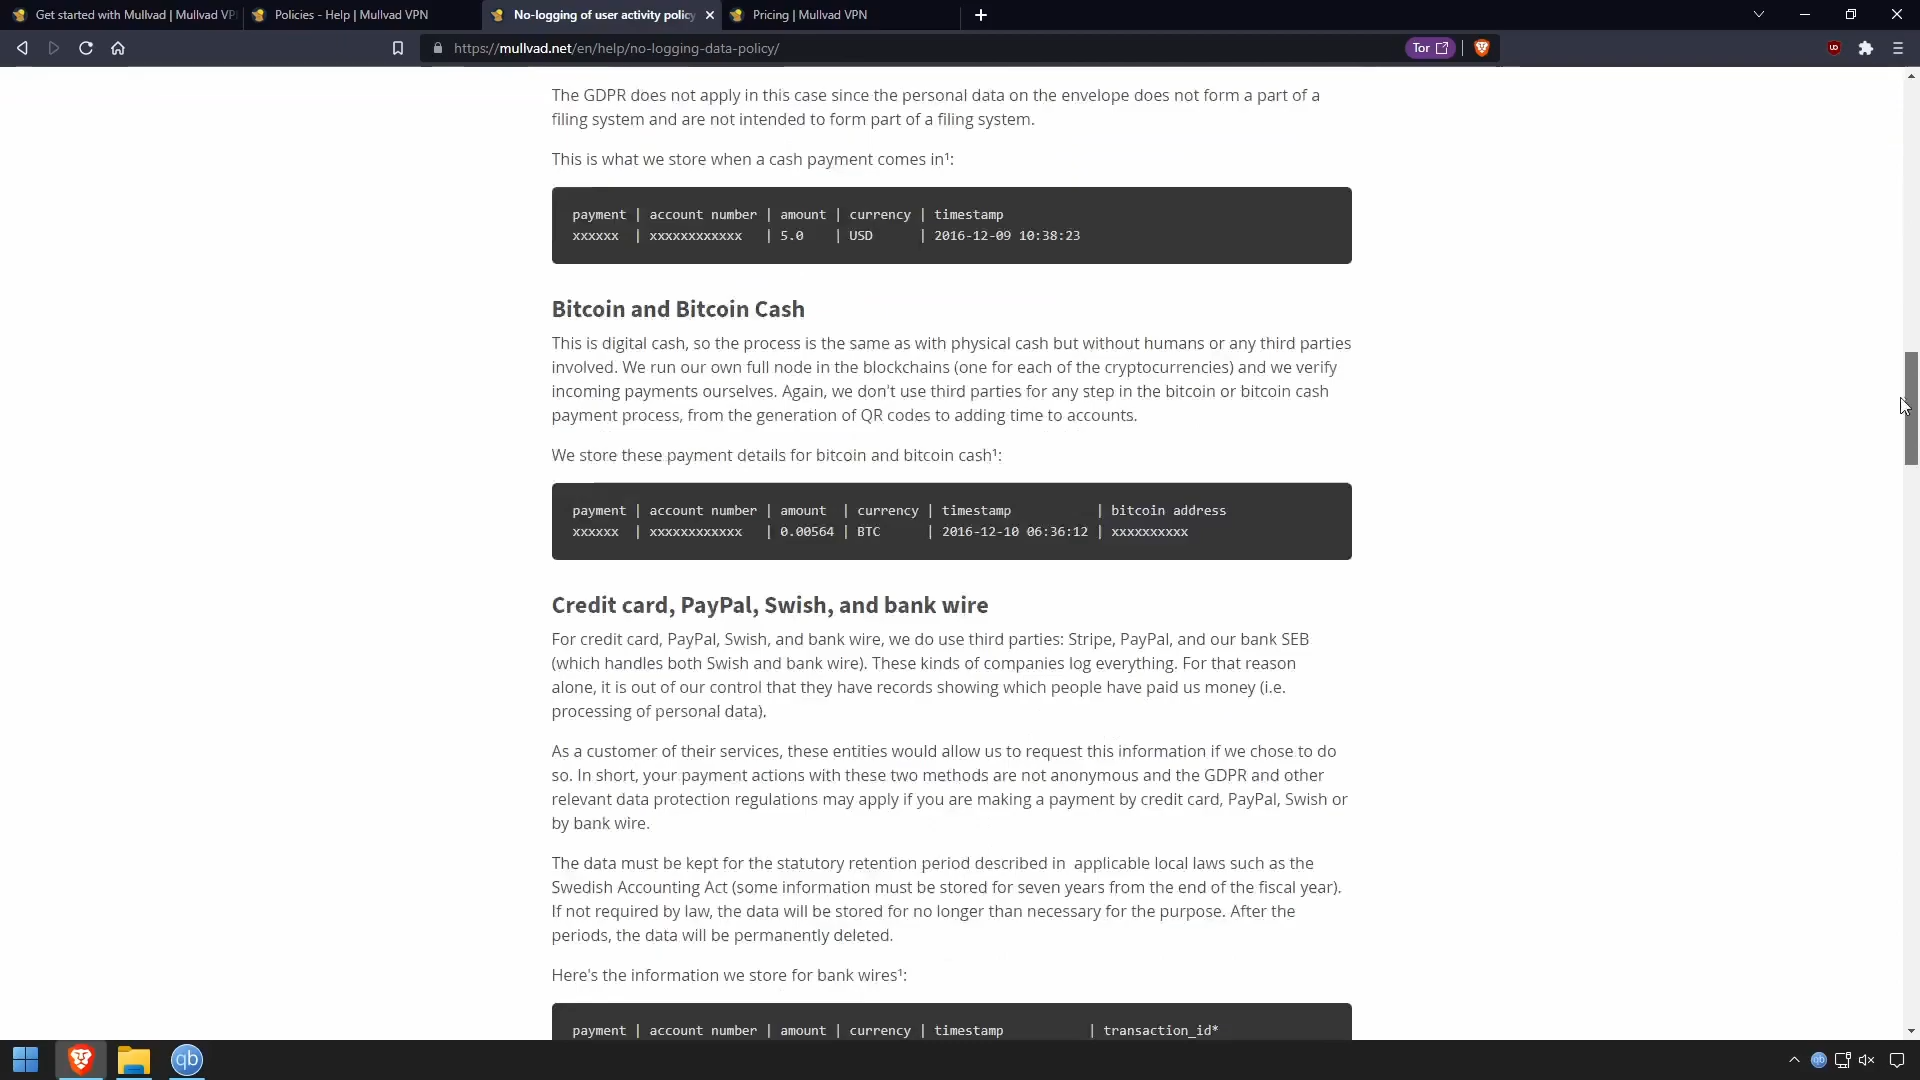 Get started with Mullvad | Mullvad VP
Policies - Help | Mullvad VPN
No-logging of user activity policy
Pricing | Mullvad VPN
https://mullvad.net/en/help/no-logging-data-policy/
Tor
The GDPR does not apply in this case since the personal data on the envelope does not form a part of a
filing system and are not intended to form part of a filing system.
This is what we store when a cash payment comes in¹:
payment | account number | amount | currency | timestamp
xxxxxx | xxxxxxxxxxxx | 5.0 | USD | 2016-12-09 10:38:23
Bitcoin and Bitcoin Cash
This is digital cash, so the process is the same as with physical cash but without humans or any third parties
involved. We run our own full node in the blockchains (one for each of the cryptocurrencies) and we verify
incoming payments ourselves. Again, we don't use third parties for any step in the bitcoin or bitcoin cash
payment process, from the generation of QR codes to adding time to accounts.
We store these payment details for bitcoin and bitcoin cash¹:
payment | account number | amount | currency | timestamp | bitcoin address
xxxxxx | xxxxxxxxxxxx | 0.00564 | BTC | 2016-12-10 06:36:12 | xxxxxxxxxx
Credit card, PayPal, Swish, and bank wire
For credit card, PayPal, Swish, and bank wire, we do use third parties: Stripe, PayPal, and our bank SEB
(which handles both Swish and bank wire). These kinds of companies log everything. For that reason
alone, it is out of our control that they have records showing which people have paid us money (i.e.
processing of personal data).
As a customer of their services, these entities would allow us to request this information if we chose to do
so. In short, your payment actions with these two methods are not anonymous and the GDPR and other
relevant data protection regulations may apply if you are making a payment by credit card, PayPal, Swish or
by bank wire.
The data must be kept for the statutory retention period described in  applicable local laws such as the
Swedish Accounting Act (some information must be stored for seven years from the end of the fiscal year).
If not required by law, the data will be stored for no longer than necessary for the purpose. After the
periods, the data will be permanently deleted.
Here's the information we store for bank wires¹:
payment | account number | amount | currency | timestamp | transaction_id*
qb